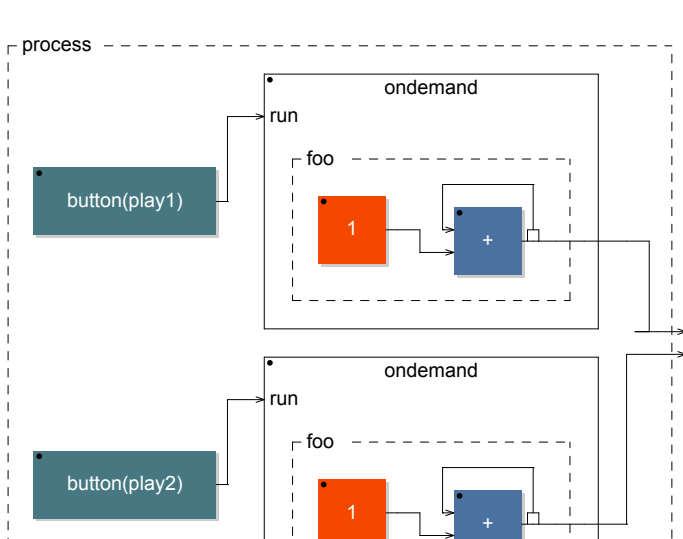 process
ondemand
run
foo
button(play1)
1
+
ondemand
run
foo
button(play2)
1
+